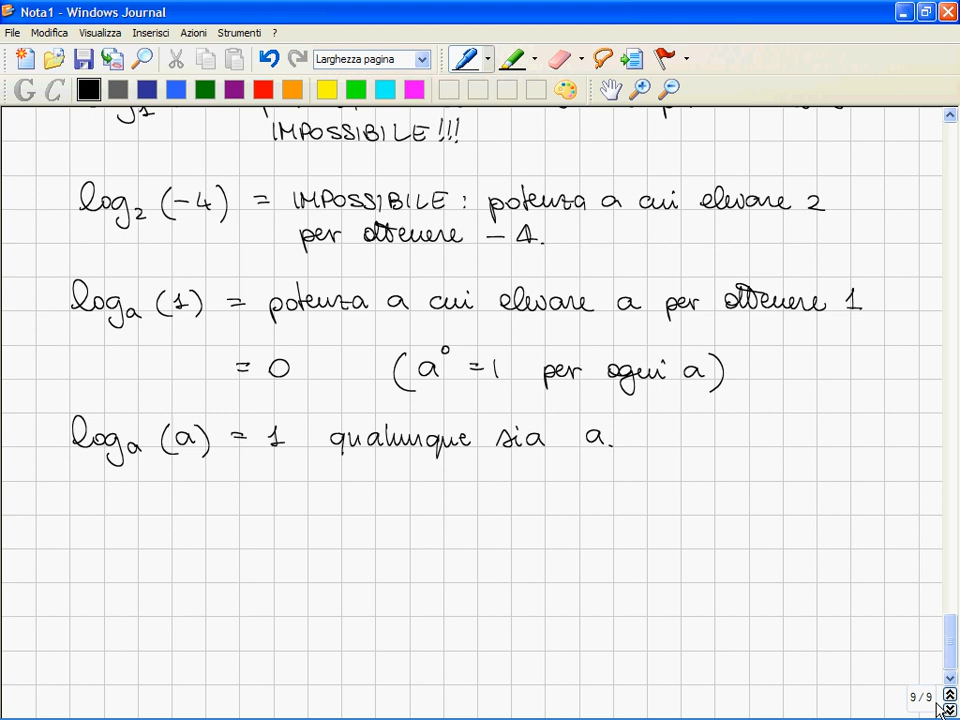 Nota1 - Windows Journal
File Modifica Visualizza Inserisci Azioni Strumenti ?
Larghezza pagina
G C
IMPOSSIBILE!!!
log₂ (-4) = IMPOSSIBILE : potenza a cui elevare 2
per ottenere - 4.
logₐ (1) = potenza a cui elevare a per ottenere 1
= 0 (a⁰ = 1 per ogni a)
logₐ (a) = 1 qualunque sia a.
9 / 9